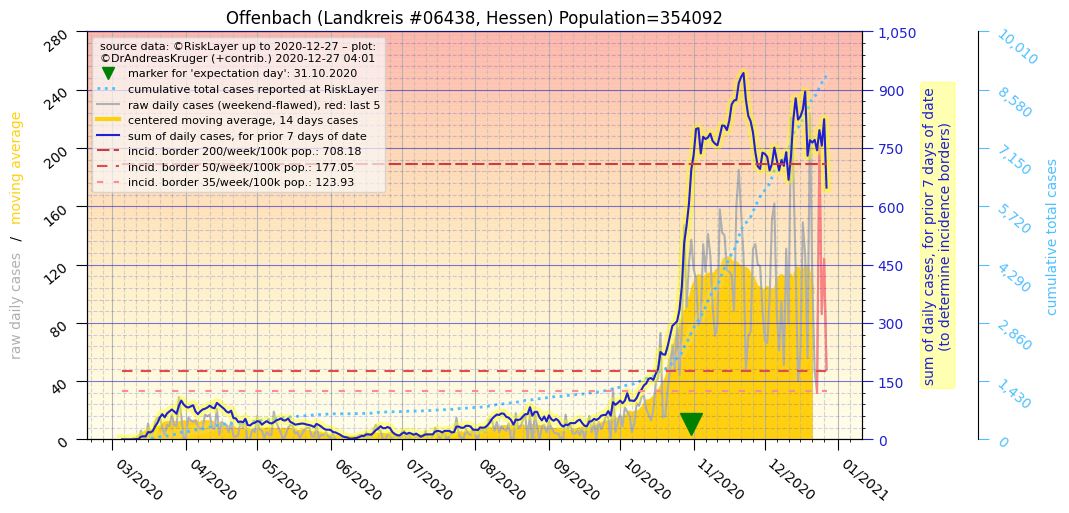 Offenbach (Landkreis #06438, Hessen) Population=354092
source data: ©RiskLayer up to 2020-12-27 – plot:
©DrAndreasKruger (+contrib.) 2020-12-27 04:01
marker for 'expectation day': 31.10.2020
cumulative total cases reported at RiskLayer
raw daily cases (weekend-flawed), red: last 5
centered moving average, 14 days cases
sum of daily cases, for prior 7 days of date
incid. border 200/week/100k pop.: 708.18
incid. border 50/week/100k pop.: 177.05
incid. border 35/week/100k pop.: 123.93
raw daily cases / moving average
280
240
200
160
120
80
40
0
03/2020
04/2020
05/2020
06/2020
07/2020
08/2020
09/2020
10/2020
11/2020
12/2020
01/2021
1,050
900
750
600
450
300
150
0
sum of daily cases, for prior 7 days of date
(to determine incidence borders)
10,010
8,580
7,150
5,720
4,290
2,860
1,430
0
cumulative total cases